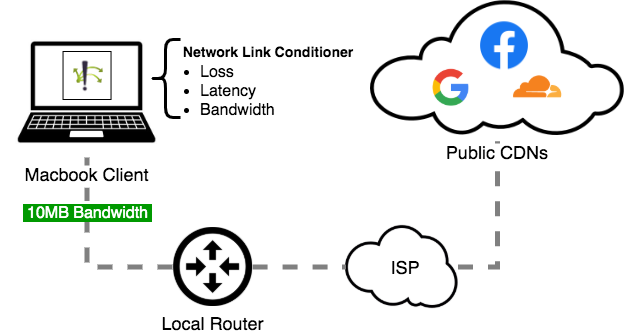 Network Link Conditioner
• Loss
• Latency
• Bandwidth
Public CDNs
Macbook Client
10MB Bandwidth
ISP
Local Router